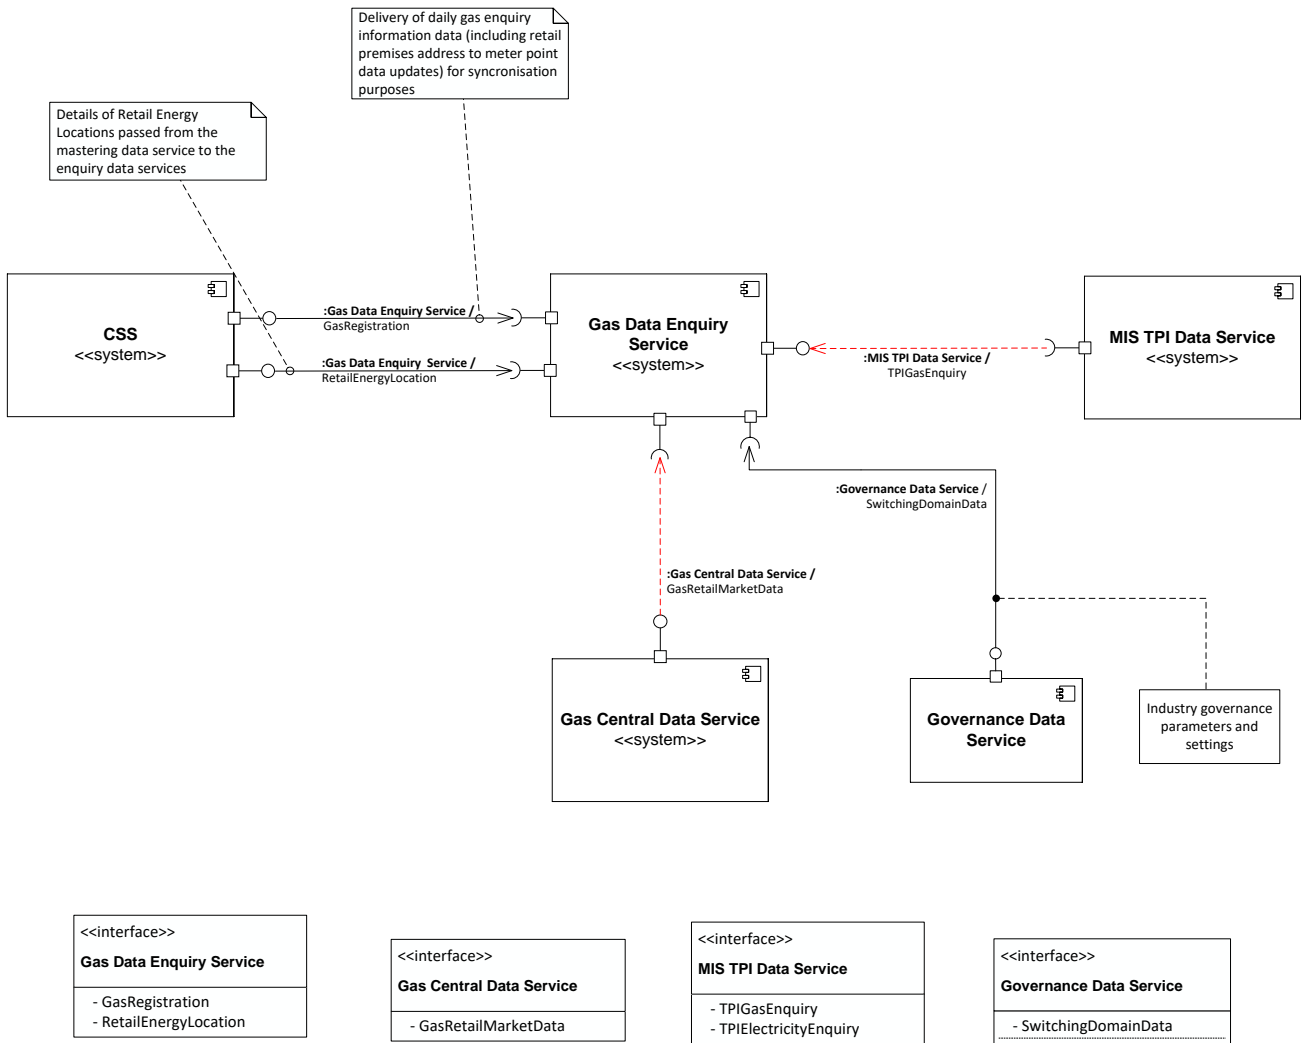 Delivery of daily gas enquiry
information data (including retail
premises address to meter point
data updates) for syncronisation
purposes
Details of Retail Energy
Locations passed from the
mastering data service to the
enquiry data services
CSS
<<system>>
:Gas Data Enquiry Service /
GasRegistration
:Gas Data Enquiry  Service /
RetailEnergyLocation
Gas Data Enquiry
Service
<<system>>
:MIS TPI Data Service /
TPIGasEnquiry
MIS TPI Data Service
<<system>>
:Governance Data Service /
SwitchingDomainData
:Gas Central Data Service /
GasRetailMarketData
Gas Central Data Service
<<system>>
Governance Data
Service
Industry governance
parameters and
settings
<<interface>>
Gas Data Enquiry Service
- GasRegistration
- RetailEnergyLocation
<<interface>>
Gas Central Data Service
- GasRetailMarketData
<<interface>>
MIS TPI Data Service
- TPIGasEnquiry
- TPIElectricityEnquiry
<<interface>>
Governance Data Service
- SwitchingDomainData